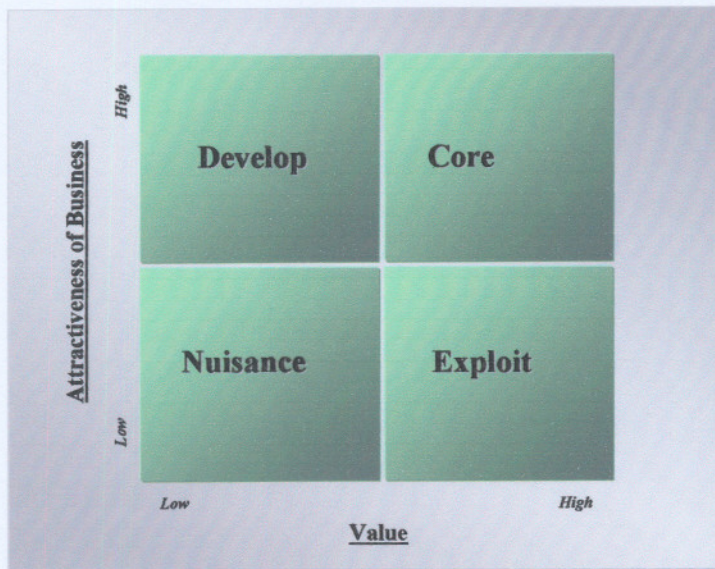 High
Develop
Core
Attractiveness of Business
Nuisance
Exploit
Low
Low
High
Value